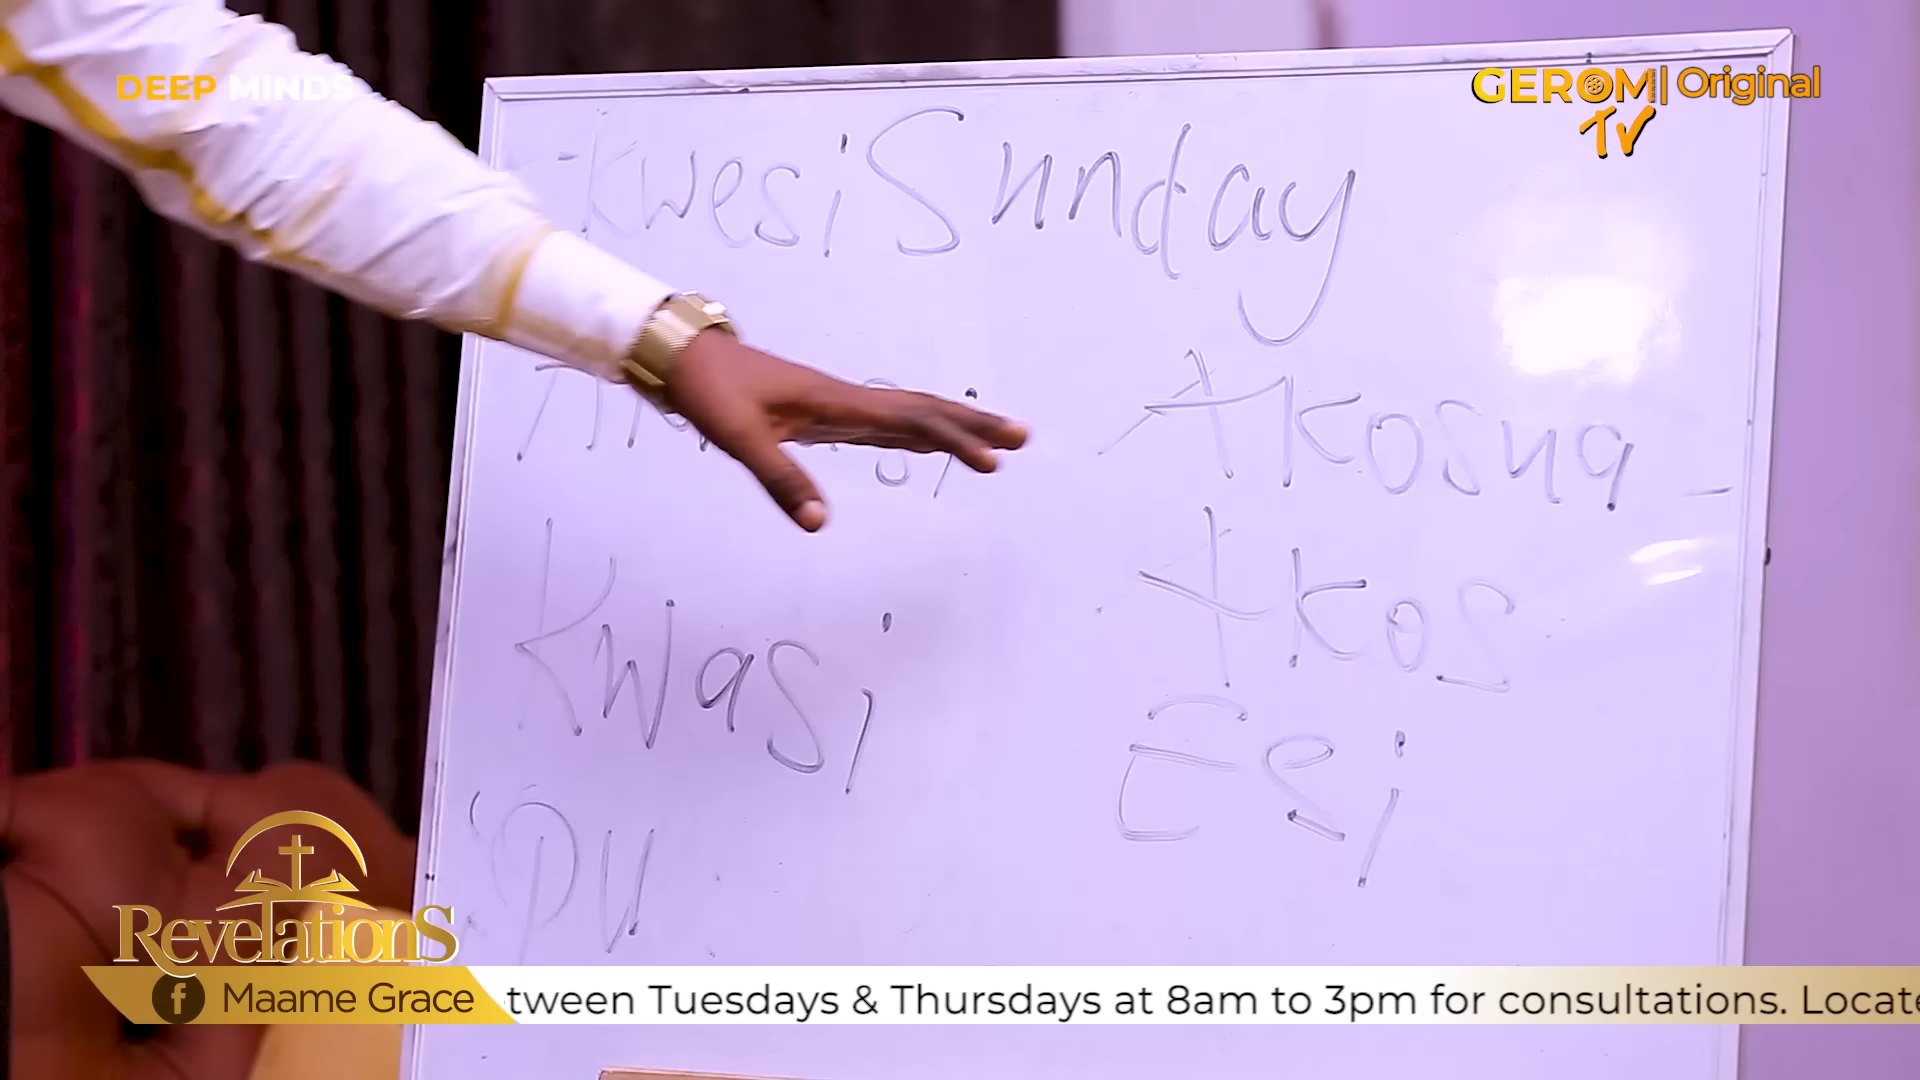 DEEP MINDS
GEROM TV | Original
Kwesi Sunday
Akosua
Akos
Kwasi
Esi
Revelations
Maame Grace
tween Tuesdays & Thursdays at 8am to 3pm for consultations. Locate